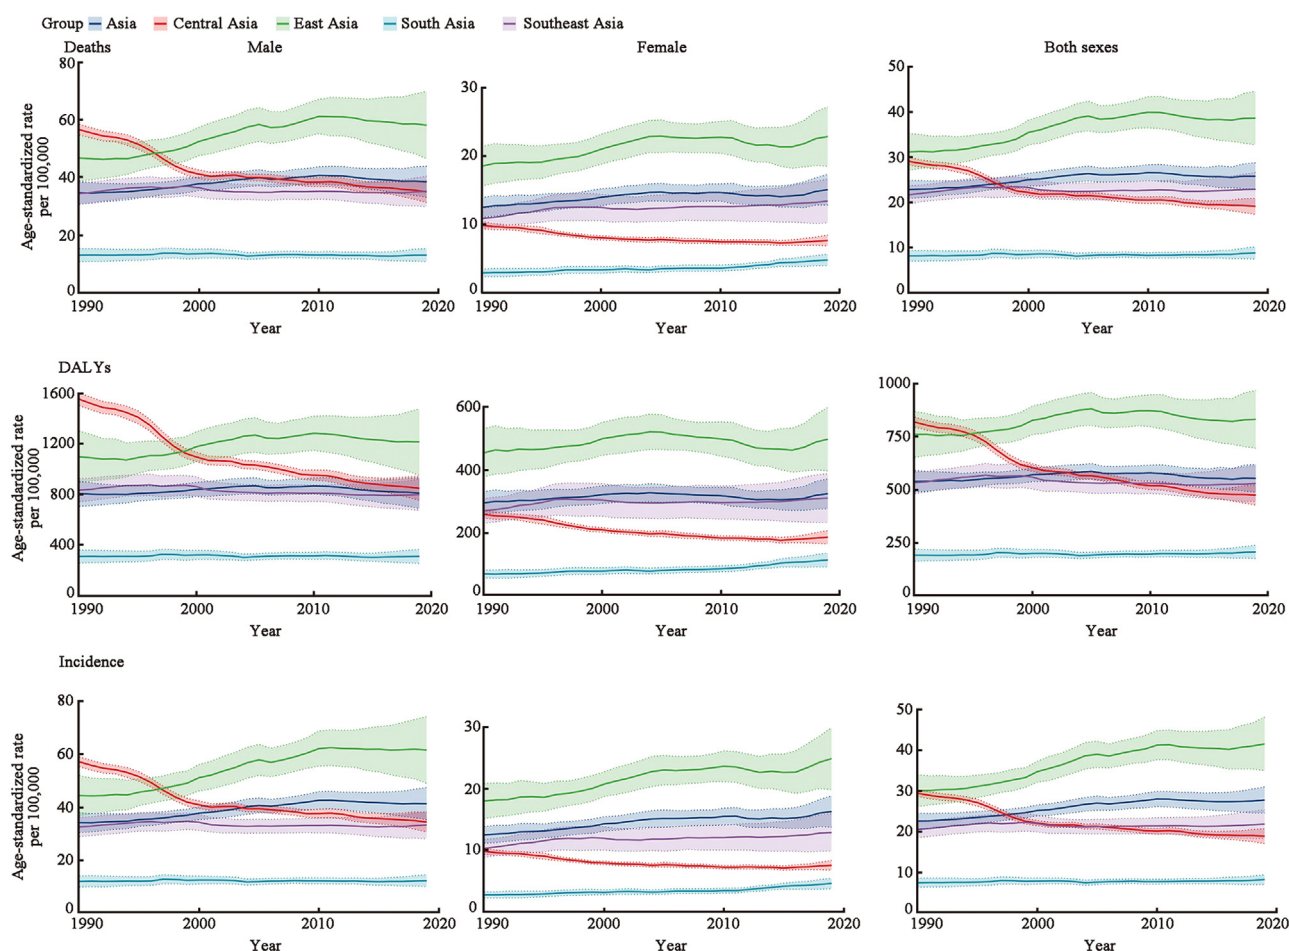 Group Asia Central Asia East Asia South Asia Southeast Asia
Deaths Male Female Both sexes
Age-standardized rate
per 100,000
80
60
40
20
0
1990 2000 2010 2020
Year
30
20
10
0
1990 2000 2010 2020
Year
50
40
30
20
10
0
1990 2000 2010 2020
Year
DALYs
Age-standardized rate
per 100,000
1600
1200
800
400
0
1990 2000 2010 2020
Year
600
400
200
0
1990 2000 2010 2020
Year
1000
750
500
250
0
1990 2000 2010 2020
Year
Incidence
Age-standardized rate
per 100,000
80
60
40
20
0
1990 2000 2010 2020
Year
30
20
10
0
1990 2000 2010 2020
Year
50
40
30
20
10
0
1990 2000 2010 2020
Year